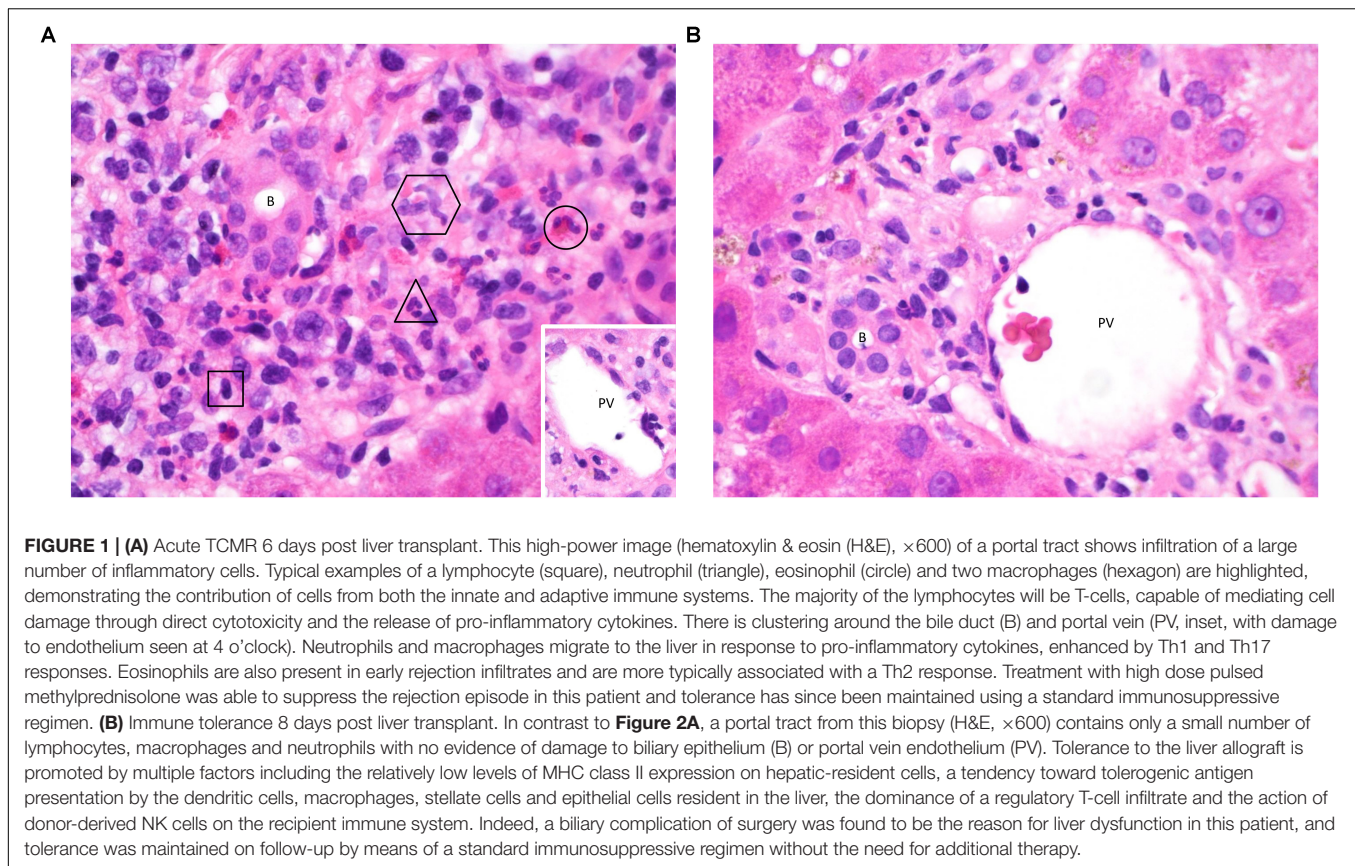 A
B
B
PV
B
PV
FIGURE 1 | (A) Acute TCMR 6 days post liver transplant. This high-power image (hematoxylin & eosin (H&E), ×600) of a portal tract shows infiltration of a large
number of inflammatory cells. Typical examples of a lymphocyte (square), neutrophil (triangle), eosinophil (circle) and two macrophages (hexagon) are highlighted,
demonstrating the contribution of cells from both the innate and adaptive immune systems. The majority of the lymphocytes will be T-cells, capable of mediating cell
damage through direct cytotoxicity and the release of pro-inflammatory cytokines. There is clustering around the bile duct (B) and portal vein (PV, inset, with damage
to endothelium seen at 4 o'clock). Neutrophils and macrophages migrate to the liver in response to pro-inflammatory cytokines, enhanced by Th1 and Th17
responses. Eosinophils are also present in early rejection infiltrates and are more typically associated with a Th2 response. Treatment with high dose pulsed
methylprednisolone was able to suppress the rejection episode in this patient and tolerance has since been maintained using a standard immunosuppressive
regimen. (B) Immune tolerance 8 days post liver transplant. In contrast to Figure 2A, a portal tract from this biopsy (H&E, ×600) contains only a small number of
lymphocytes, macrophages and neutrophils with no evidence of damage to biliary epithelium (B) or portal vein endothelium (PV). Tolerance to the liver allograft is
promoted by multiple factors including the relatively low levels of MHC class II expression on hepatic-resident cells, a tendency toward tolerogenic antigen
presentation by the dendritic cells, macrophages, stellate cells and epithelial cells resident in the liver, the dominance of a regulatory T-cell infiltrate and the action of
donor-derived NK cells on the recipient immune system. Indeed, a biliary complication of surgery was found to be the reason for liver dysfunction in this patient, and
tolerance was maintained on follow-up by means of a standard immunosuppressive regimen without the need for additional therapy.